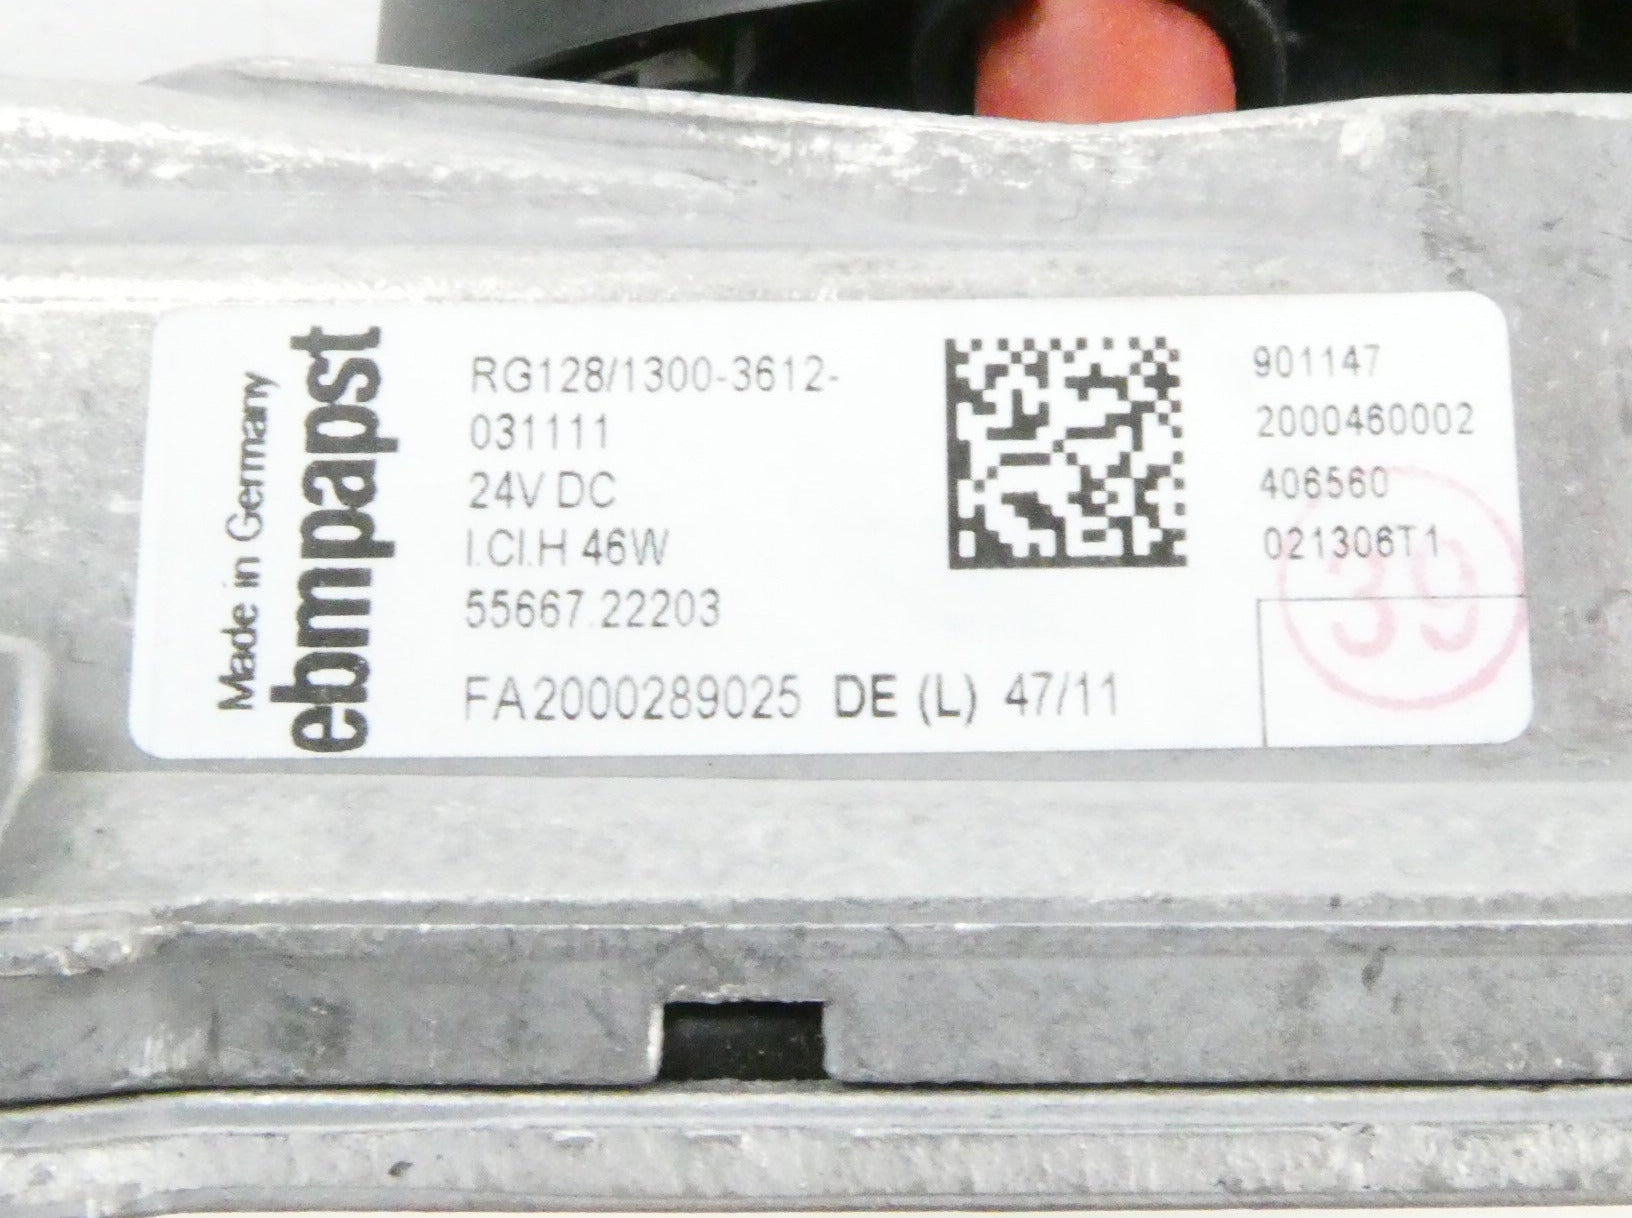 Made in Germany
ebmpapst
RG128/1300-3612-
031111
24V DC
I.Cl.H 46W
55667.22203
FA2000289025 DE (L) 47/11
901147
2000460002
406560
021306T1
39